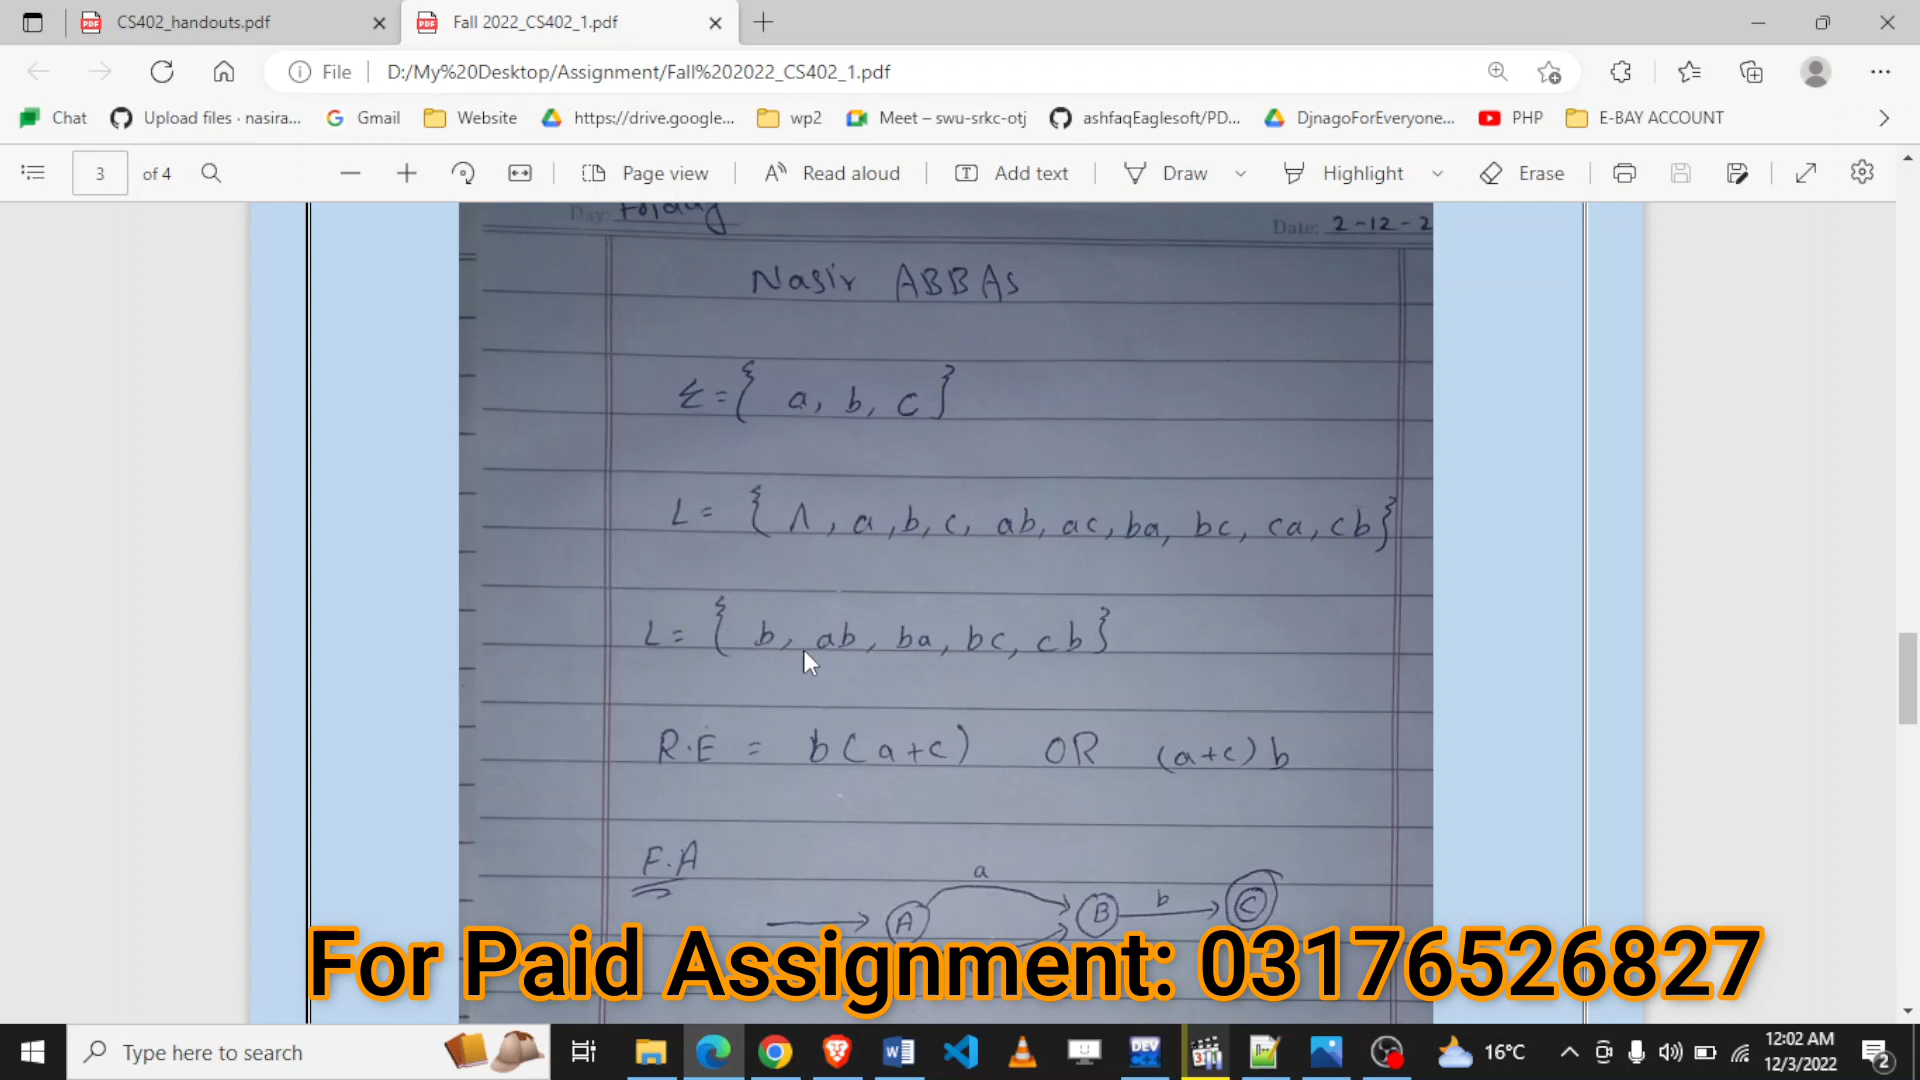 CS402_handouts.pdf
Fall 2022_CS402_1.pdf
File
D:/My%20Desktop/Assignment/Fall%202022_CS402_1.pdf
Chat
Upload files · nasira...
Gmail
Website
https://drive.google...
wp2
Meet – swu-srkc-otj
ashfaqEaglesoft/PD...
DjnagoForEveryone...
PHP
E-BAY ACCOUNT
3 of 4
Page view
Read aloud
Add text
Draw
Highlight
Erase
Day:
Date: 2-12-2
Nasir ABBAS
Σ = { a, b, c }
L = { Λ, a, b, c, ab, ac, ba, bc, ca, cb }
L = { b, ab, ba, bc, cb }
R.E = b(a+c) OR (a+c)b
F.A
a
A B b C
For Paid Assignment: 03176526827
Type here to search
DEV
16°C
12:02 AM
12/3/2022
2